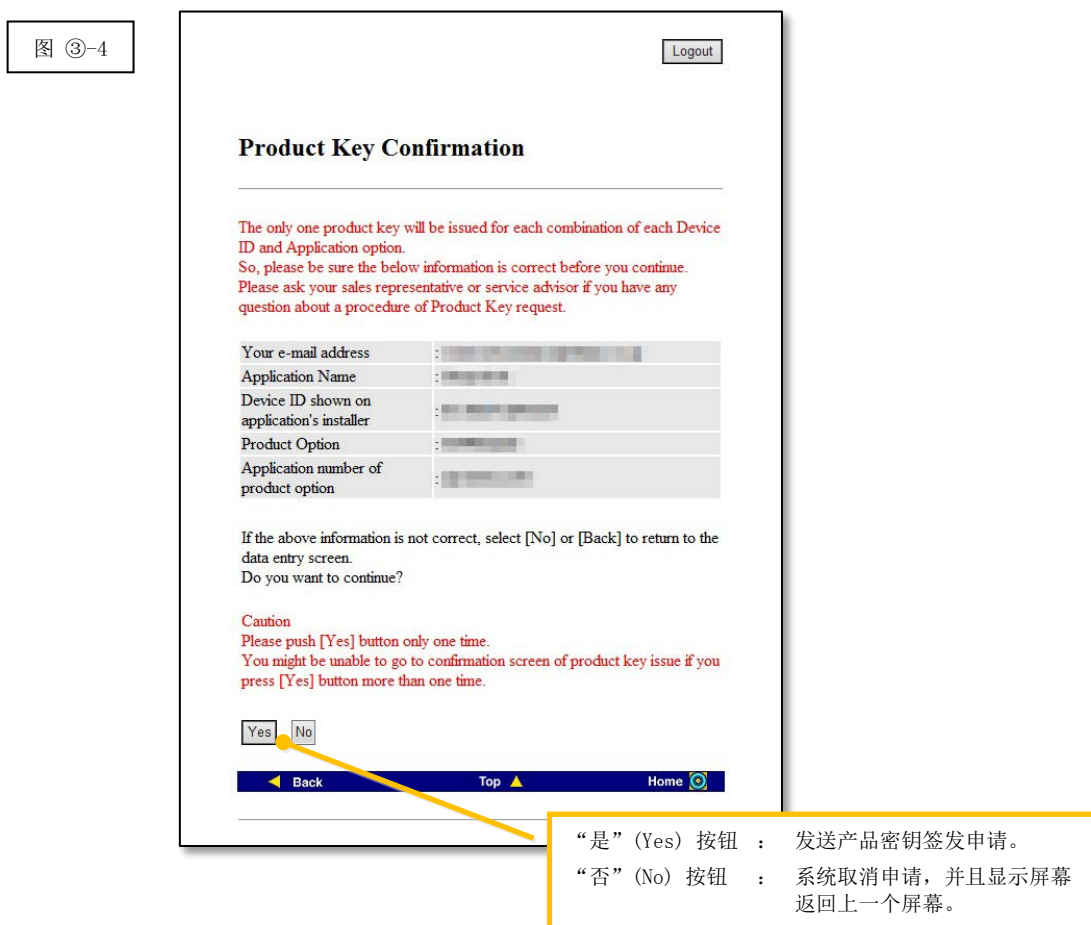 图 ③-4
Logout
Product Key Confirmation
The only one product key will be issued for each combination of each Device
ID and Application option.
So, please be sure the below information is correct before you continue.
Please ask your sales representative or service advisor if you have any
question about a procedure of Product Key request.
Your e-mail address :
Application Name :
Device ID shown on
application's installer :
Product Option :
Application number of
product option :
If the above information is not correct, select [No] or [Back] to return to the
data entry screen.
Do you want to continue?
Caution
Please push [Yes] button only one time.
You might be unable to go to confirmation screen of product key issue if you
press [Yes] button more than one time.
Yes No
Back Top Home
“是”(Yes) 按钮 : 发送产品密钥签发申请。
“否”(No) 按钮 : 系统取消申请，并且显示屏幕
返回上一个屏幕。